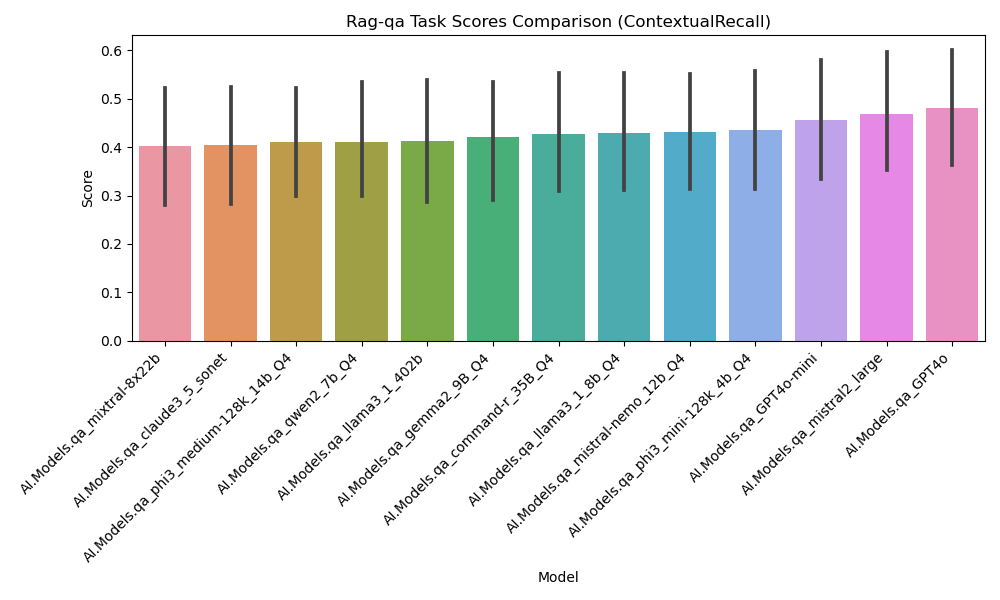 Rag-qa Task Scores Comparison (ContextualRecall)
Score
0.6
0.5
0.4
0.3
0.2
0.1
0.0
AI.Models.qa_mixtral-8x22b
AI.Models.qa_claude3_5_sonet
AI.Models.qa_phi3_medium-128k_14b_Q4
AI.Models.qa_qwen2_7b_Q4
AI.Models.qa_llama3_1_402b
AI.Models.qa_gemma2_9B_Q4
AI.Models.qa_command-r_35B_Q4
AI.Models.qa_llama3_1_8b_Q4
AI.Models.qa_mistral-nemo_12b_Q4
AI.Models.qa_phi3_mini-128k_4b_Q4
AI.Models.qa_GPT4o-mini
AI.Models.qa_mistral2_large
AI.Models.qa_GPT4o
Model